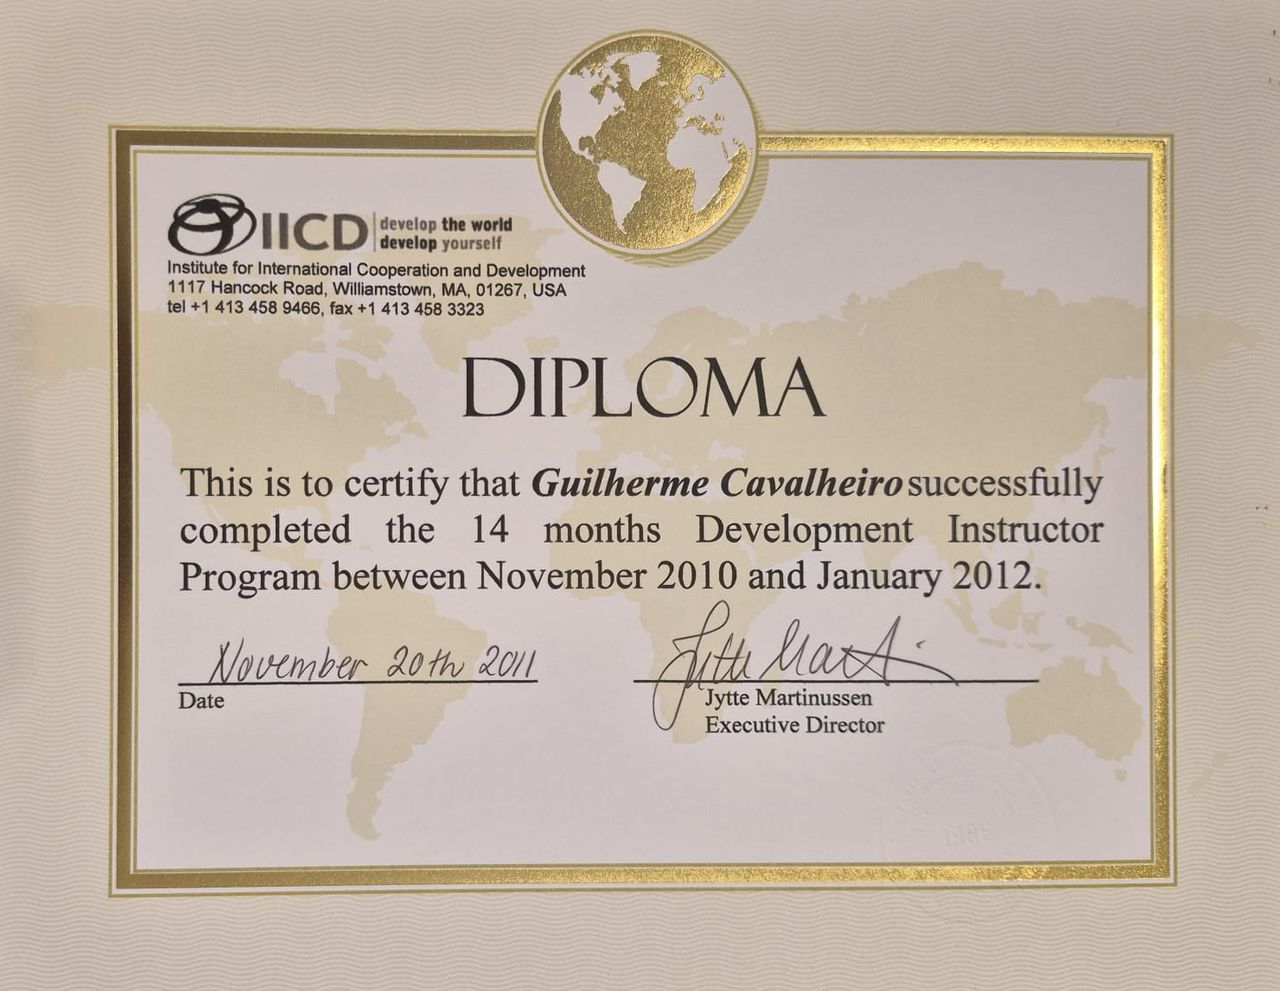 IICD
develop the world
develop yourself
Institute for International Cooperation and Development
1117 Hancock Road, Williamstown, MA, 01267, USA
tel +1 413 458 9466, fax +1 413 458 3323
DIPLOMA
This is to certify that Guilherme Cavalheiro successfully
completed the 14 months Development Instructor
Program between November 2010 and January 2012.
November 20th 2011
Date
Jytte Martinussen
Executive Director